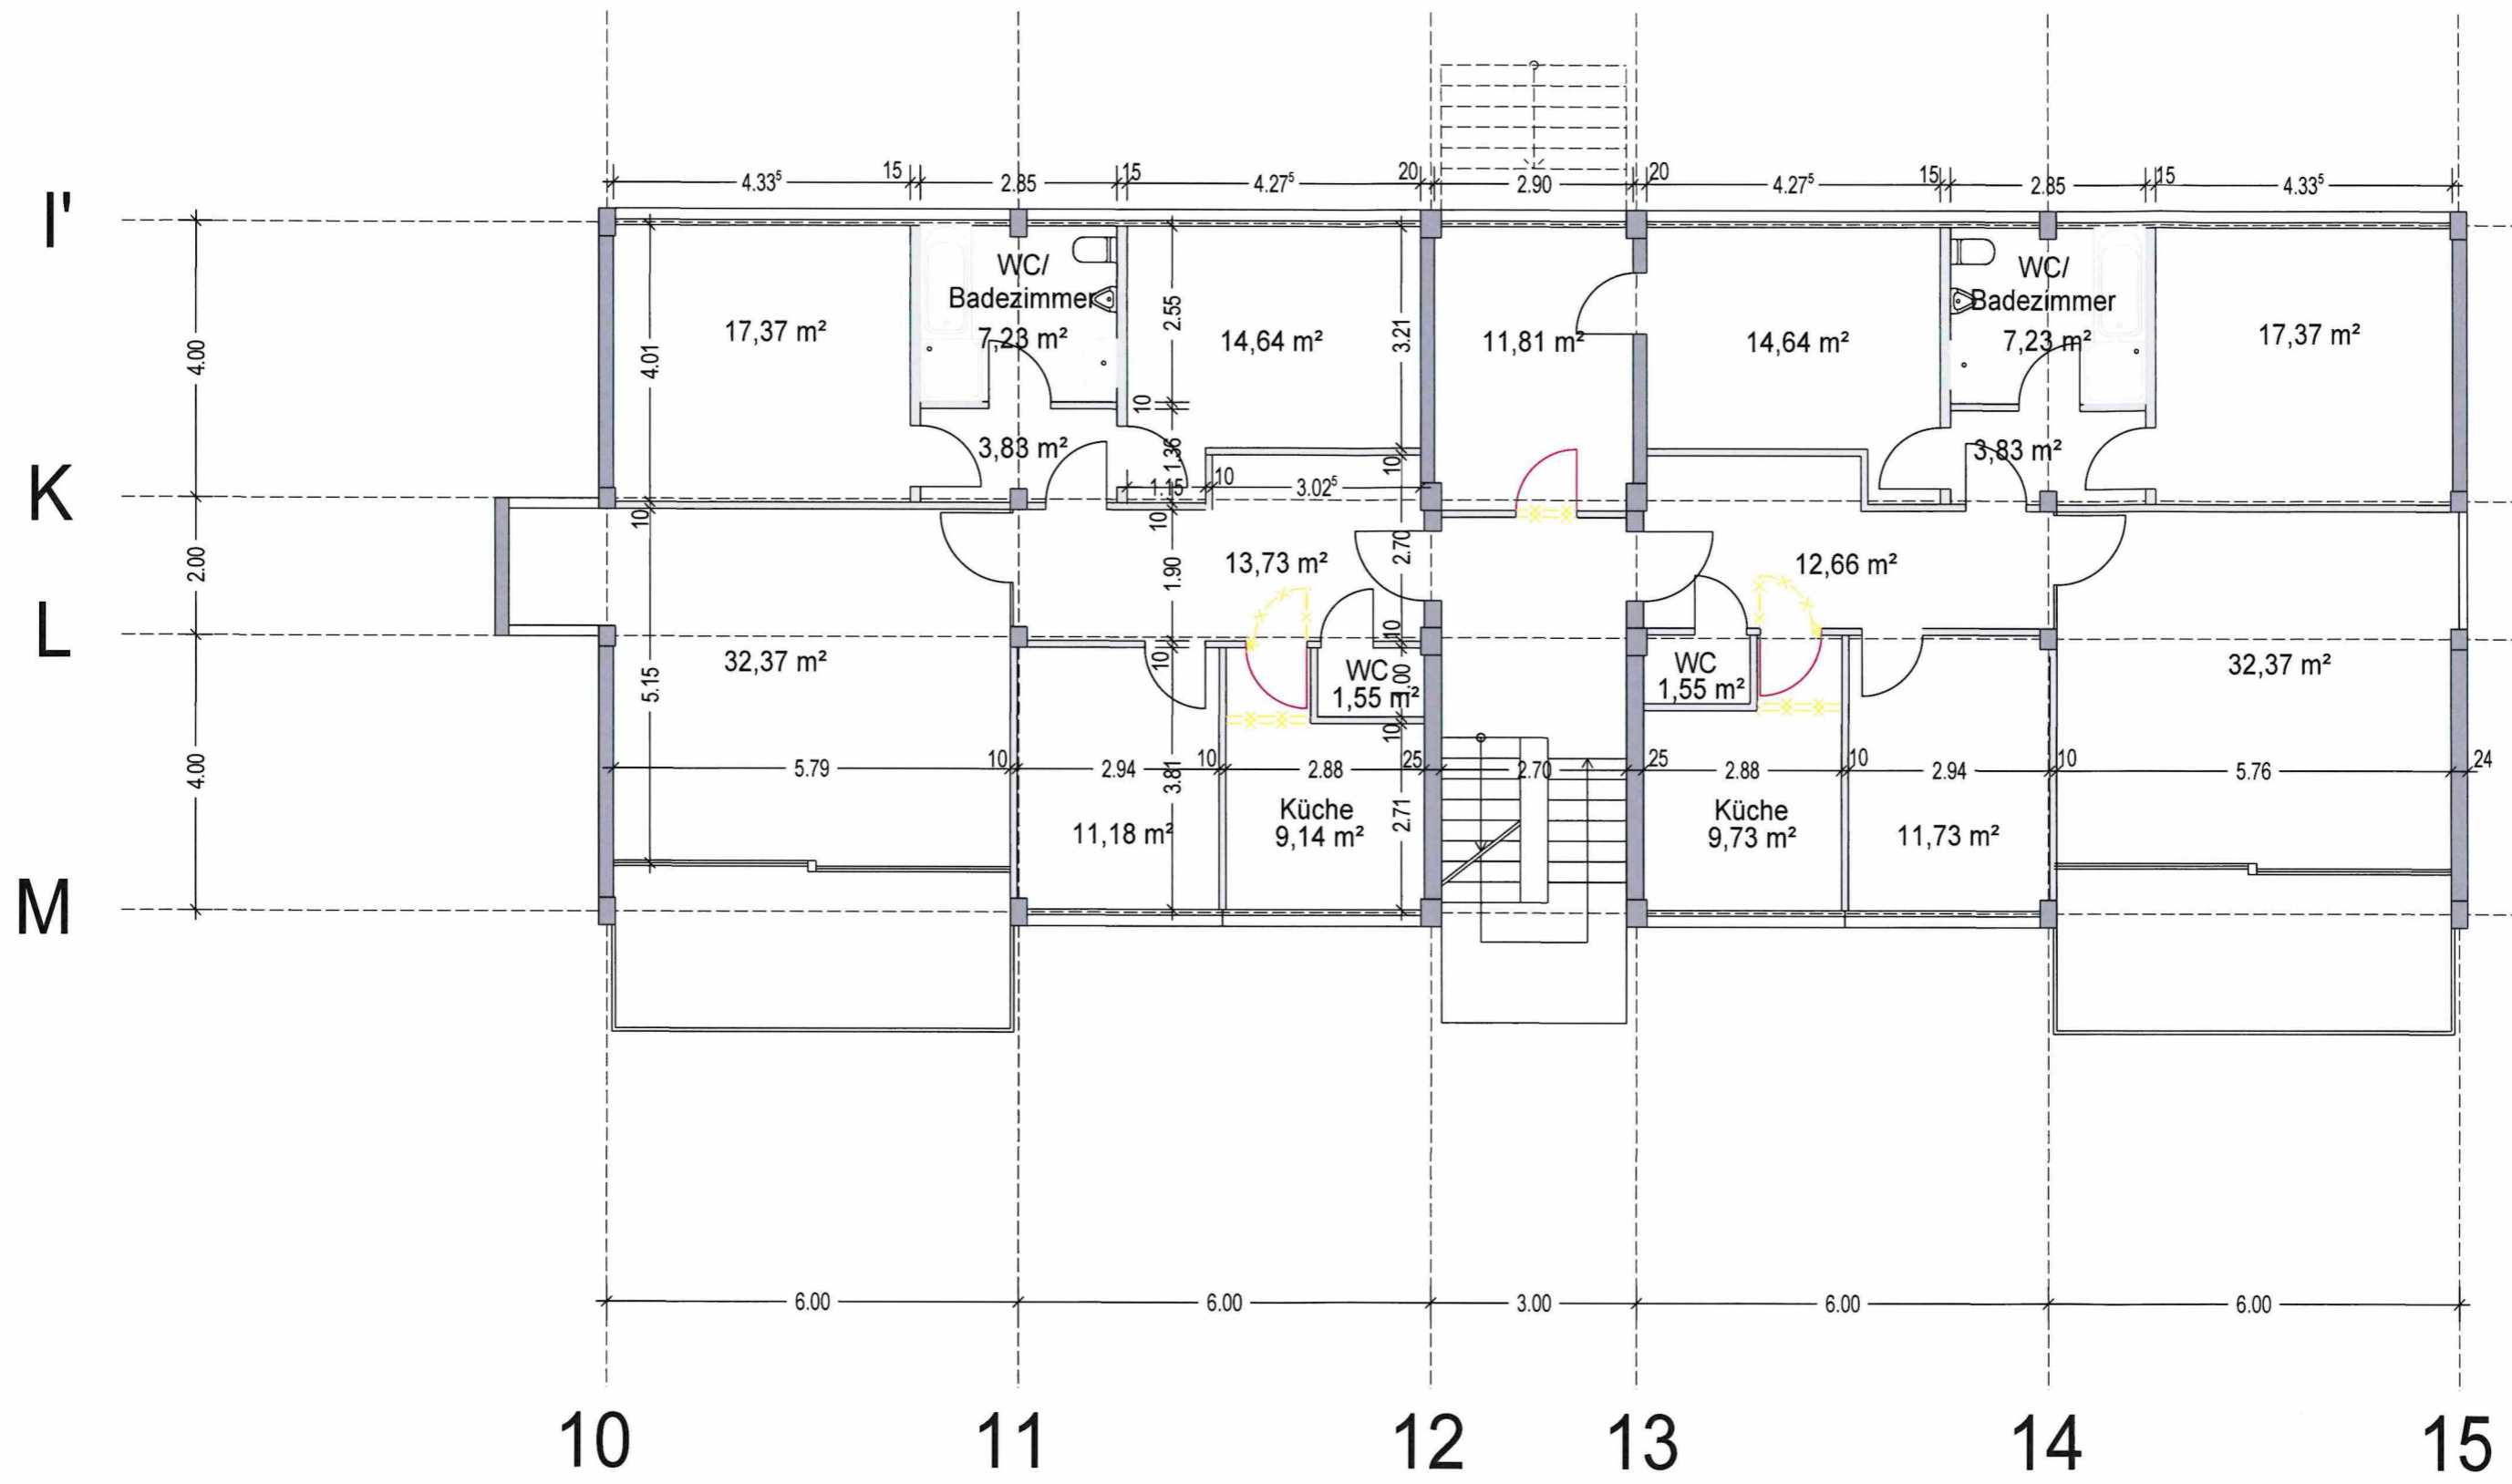 15 15 20 20 15 15
4.33⁵ 2.85 4.27⁵ 2.90 4.27⁵ 2.85 4.33⁵
I'
WC/
Badezimmer
7,23 m²
WC/
Badezimmer
7,23 m²
17,37 m²
14,64 m²
11,81 m²
14,64 m²
17,37 m²
4.00
4.01
2.55
3.21
10
3,83 m²
1.36
3,83 m²
K
10
1.15
10
3.02⁵
10
10
2.00
13,73 m²
2.70
12,66 m²
1.90
L
10
10
32,37 m²
5.15
WC
1,55 m²
1.00
WC
1,55 m²
32,37 m²
10
4.00
5.79 10 2.94 10 2.88 25 2.70 25 2.88 10 2.94 10 5.76 24
3.81
2.71
11,18 m²
Küche
9,14 m²
Küche
9,73 m²
11,73 m²
M
6.00 6.00 3.00 6.00 6.00
10 11 12 13 14 15